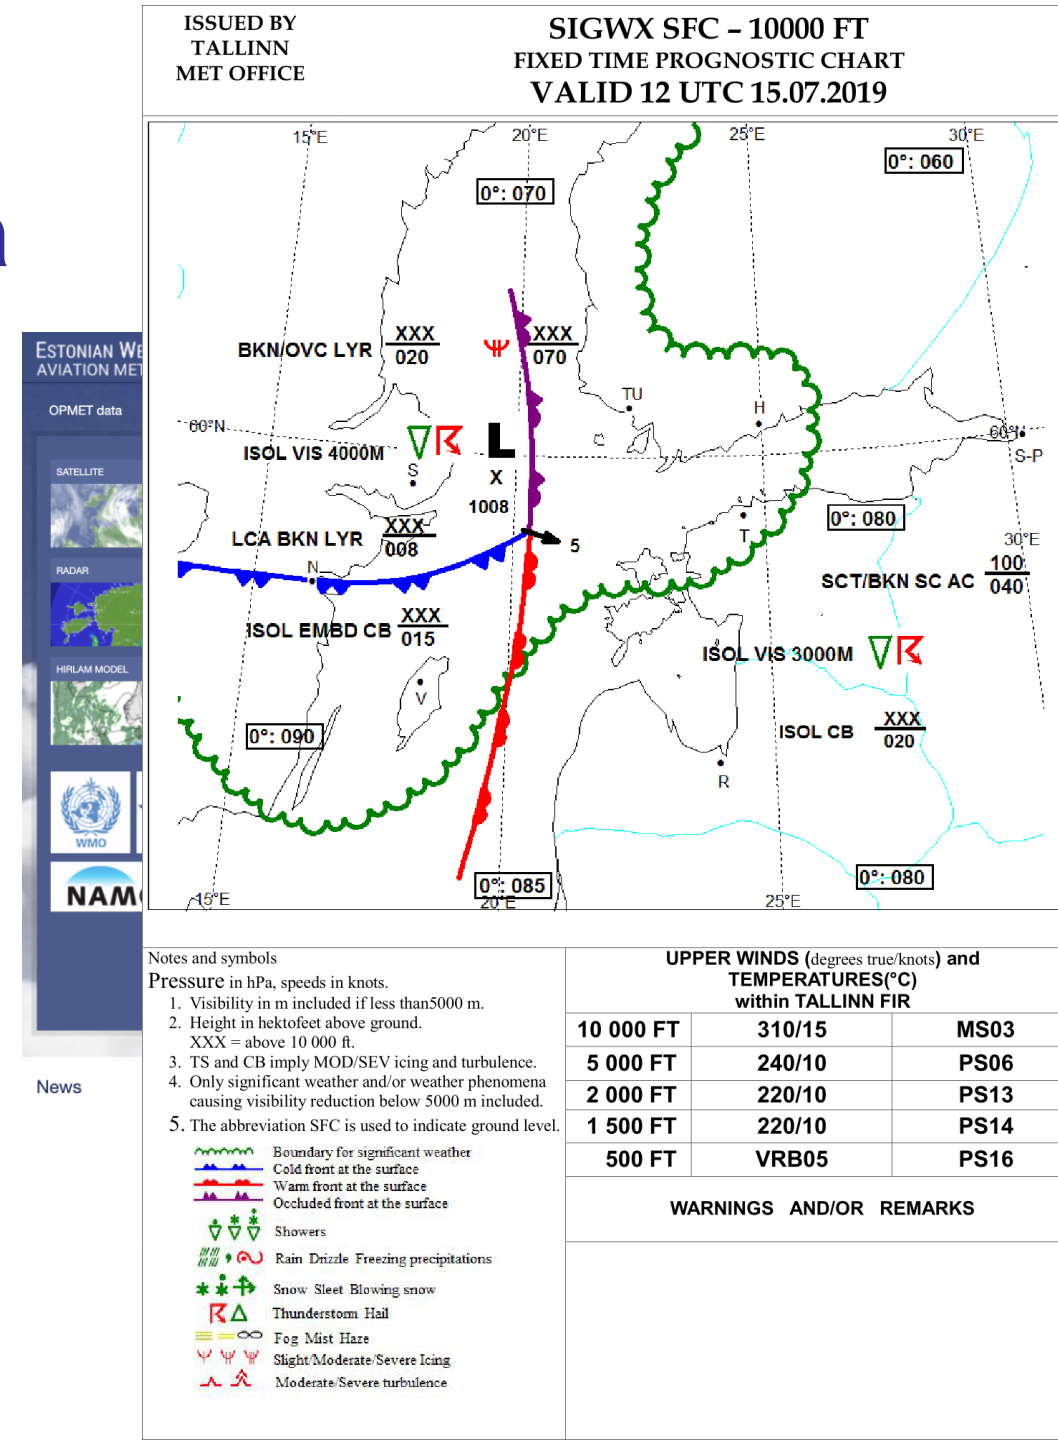 ISSUED BY
TALLINN
MET OFFICE
SIGWX SFC – 10000 FT
FIXED TIME PROGNOSTIC CHART
VALID 12 UTC 15.07.2019
15°E
20°E
25°E
30°E
0°: 060
0°: 070
BKN/OVC LYR
XXX
020
XXX
070
TU
H
60°N
60°N
S-P
ISOL VIS 4000M
S
L
X
1008
0°: 080
T
LCA BKN LYR
XXX
008
5
30°E
N
SCT/BKN SC AC
100
040
ISOL EMBD CB
XXX
015
ISOL VIS 3000M
V
0°: 090
ISOL CB
XXX
020
R
0°: 085
0°: 080
15°E
20°E
25°E
ESTONIAN WE
AVIATION MET
OPMET data
SATELLITE
RADAR
HIRLAM MODEL
WMO
NAM
News
Notes and symbols
Pressure in hPa, speeds in knots.
1. Visibility in m included if less than5000 m.
2. Height in hektofeet above ground.
XXX = above 10 000 ft.
3. TS and CB imply MOD/SEV icing and turbulence.
4. Only significant weather and/or weather phenomena
causing visibility reduction below 5000 m included.
5. The abbreviation SFC is used to indicate ground level.
Boundary for significant weather
Cold front at the surface
Warm front at the surface
Occluded front at the surface
Showers
Rain Drizzle Freezing precipitations
Snow Sleet Blowing snow
Thunderstorm Hail
Fog Mist Haze
Slight/Moderate/Severe Icing
Moderate/Severe turbulence
UPPER WINDS (degrees true/knots) and
TEMPERATURES(°C)
within TALLINN FIR
10 000 FT 310/15 MS03
5 000 FT 240/10 PS06
2 000 FT 220/10 PS13
1 500 FT 220/10 PS14
500 FT VRB05 PS16
WARNINGS AND/OR REMARKS